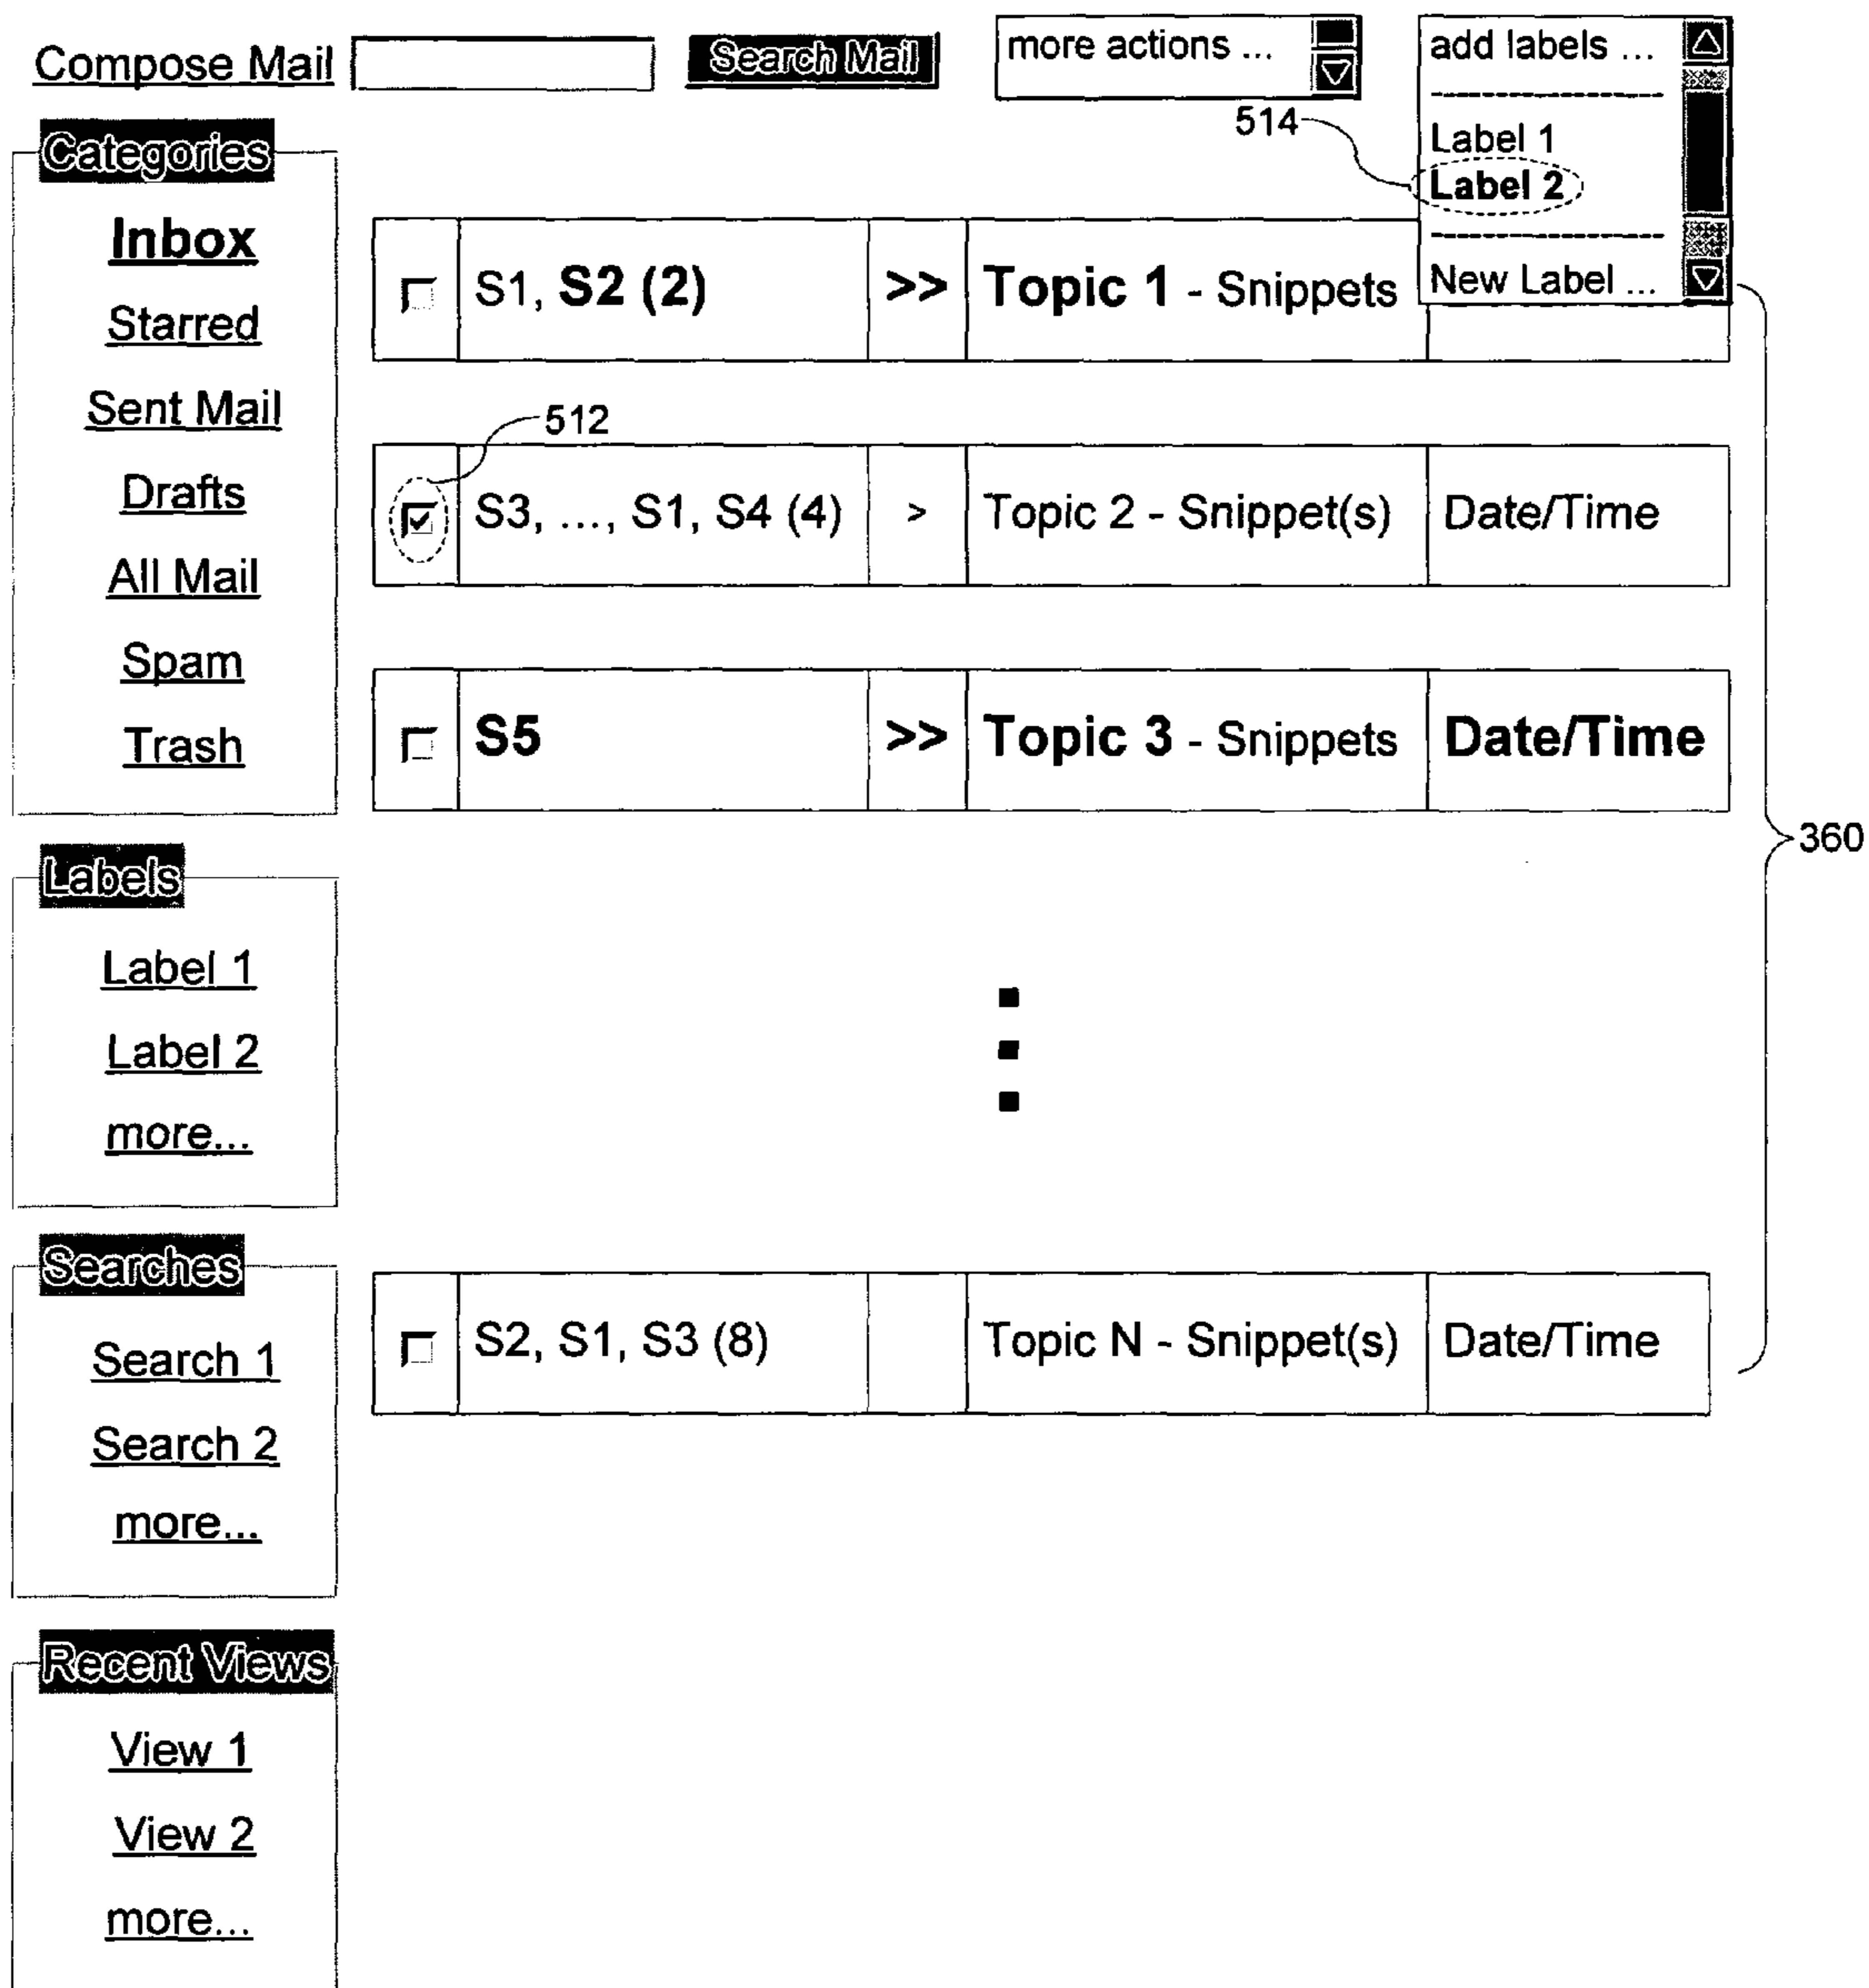 Compose Mail
Search Mail
more actions ...
add labels ...
Label 1
Label 2
New Label ...
514
Categories
Inbox
Starred
Sent Mail
Drafts
All Mail
Spam
Trash
S1, S2 (2) >> Topic 1 - Snippets
512
S3, ..., S1, S4 (4) > Topic 2 - Snippet(s) Date/Time
S5 >> Topic 3 - Snippets Date/Time
360
Labels
Label 1
Label 2
more...
Searches
Search 1
Search 2
more...
S2, S1, S3 (8) Topic N - Snippet(s) Date/Time
Recent Views
View 1
View 2
more...